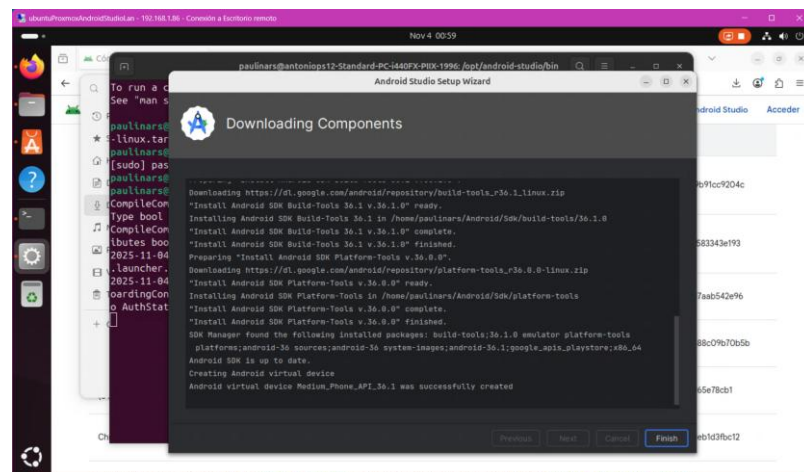 ubuntuProxmoxAndroidStudioLan - 192.168.1.86 - Conexión a Escritorio remoto
Nov 4 00:59
paulinars@antoniops12-Standard-PC-i440FX-PIIX-1996: /opt/android-studio/bin
Android Studio Setup Wizard
Android Studio
Acceder
To run a c
See "man s
paulinars@
-linux.tar
paulinars@
[sudo] pas
paulinars@
paulinars@
CompileCom
Type bool
CompileCom
ibutes boo
2025-11-04
.launcher.
2025-11-04
oardingCon
o AuthStat
Downloading Components
Downloading https://dl.google.com/android/repository/build-tools_r36.1_linux.zip
"Install Android SDK Build-Tools 36.1 v.36.1.0" ready.
Installing Android SDK Build-Tools 36.1 in /home/paulinars/Android/Sdk/build-tools/36.1.0
"Install Android SDK Build-Tools 36.1 v.36.1.0" complete.
"Install Android SDK Build-Tools 36.1 v.36.1.0" finished.
Preparing "Install Android SDK Platform-Tools v.36.0.0".
Downloading https://dl.google.com/android/repository/platform-tools_r36.0.0-linux.zip
"Install Android SDK Platform-Tools v.36.0.0" ready.
Installing Android SDK Platform-Tools in /home/paulinars/Android/Sdk/platform-tools
"Install Android SDK Platform-Tools v.36.0.0" complete.
"Install Android SDK Platform-Tools v.36.0.0" finished.
SDK Manager found the following installed packages: build-tools;36.1.0 emulator platform-tools
platforms;android-36 sources;android-36 system-images;android-36.1;google_apis_playstore;x86_64
Android SDK is up to date.
Creating Android virtual device
Android virtual device Medium_Phone_API_36.1 was successfully created
Previous
Next
Cancel
Finish
9b91cc9204c
583343e193
7aab542e96
88c09b70b5b
65e78cb1
eb1d3fbc12
Ch